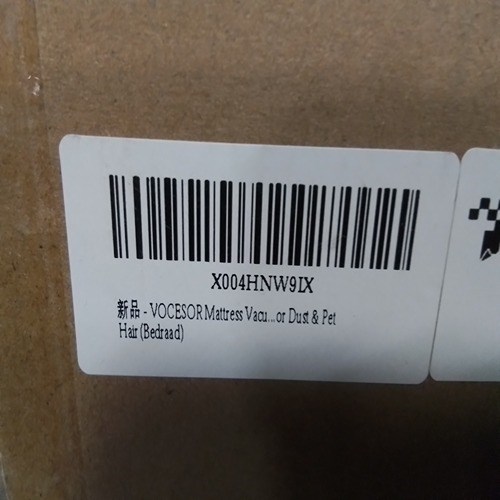 X004HNW9IX
新品 - VOCESOR Mattress Vacu...or Dust & Pet
Hair (Bedraad)